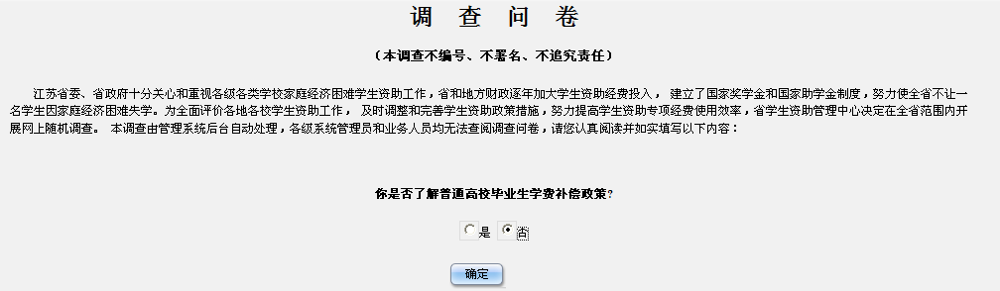 调 查 问 卷
（本调查不编号、不署名、不追究责任）
江苏省委、省政府十分关心和重视各级各类学校家庭经济困难学生资助工作，省和地方财政逐年加大学生资助经费投入， 建立了国家奖学金和国家助学金制度，努力使全省不让一
名学生因家庭经济困难失学。为全面评价各地各校学生资助工作， 及时调整和完善学生资助政策措施，努力提高学生资助专项经费使用效率，省学生资助管理中心决定在全省范围内开
展网上随机调查。 本调查由管理系统后台自动处理，各级系统管理员和业务人员均无法查阅调查问卷，请您认真阅读并如实填写以下内容：
你是否了解普通高校毕业生学费补偿政策?
是 否
确定